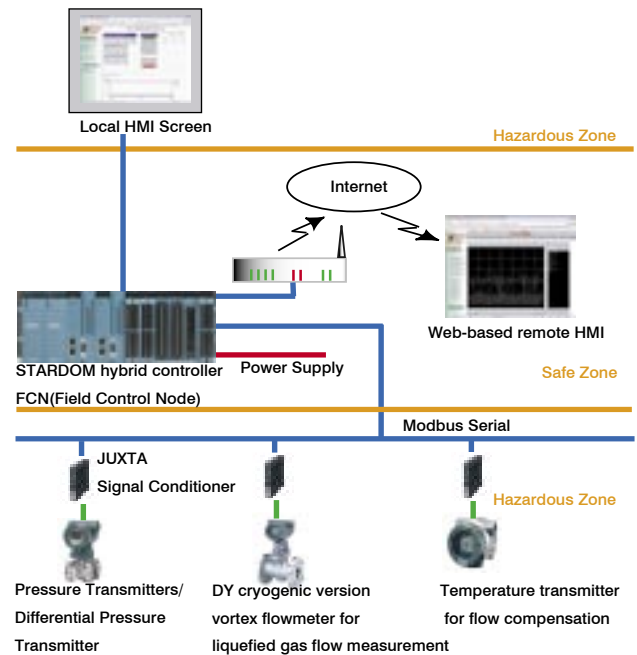 Local HMI Screen
Hazardous Zone
Internet
Web-based remote HMI
STARDOM hybrid controller
FCN(Field Control Node)
Power Supply
Safe Zone
Modbus Serial
JUXTA
Signal Conditioner
Hazardous Zone
Pressure Transmitters/
Differential Pressure
Transmitter
DY cryogenic version
vortex flowmeter for
liquefied gas flow measurement
Temperature transmitter
for flow compensation